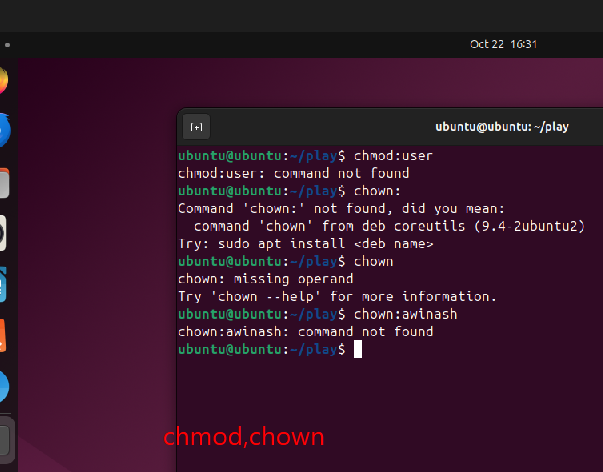 Oct 22 16:31
ubuntu@ubuntu: ~/play
ubuntu@ubuntu:~/play$ chmod:user
chmod:user: command not found
ubuntu@ubuntu:~/play$ chown:
Command 'chown:' not found, did you mean:
  command 'chown' from deb coreutils (9.4-2ubuntu2)
Try: sudo apt install <deb name>
ubuntu@ubuntu:~/play$ chown
chown: missing operand
Try 'chown --help' for more information.
ubuntu@ubuntu:~/play$ chown:awinash
chown:awinash: command not found
ubuntu@ubuntu:~/play$
chmod,chown